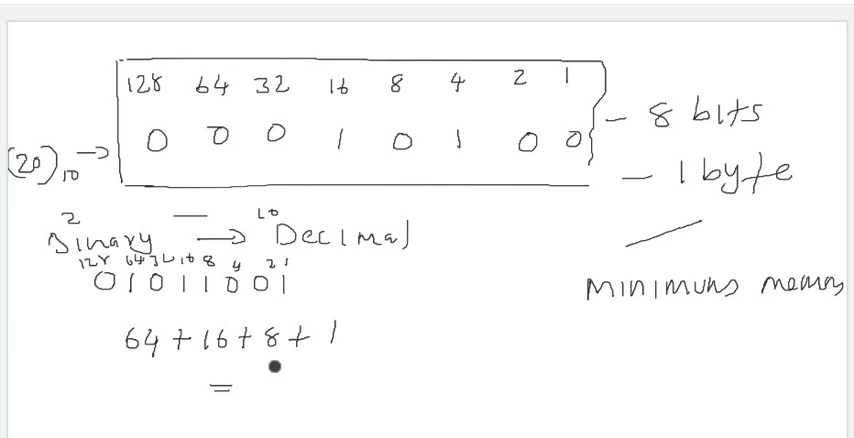 128 64 32 16 8 4 2 1
(20)10 → 0 0 0 1 0 1 0 0 - 8 bits
- 1 byte
2 10
Binary → Decimal
128 64 32 16 8 4 2 1
0 1 0 1 1 0 0 1
64 + 16 + 8 + 1
=